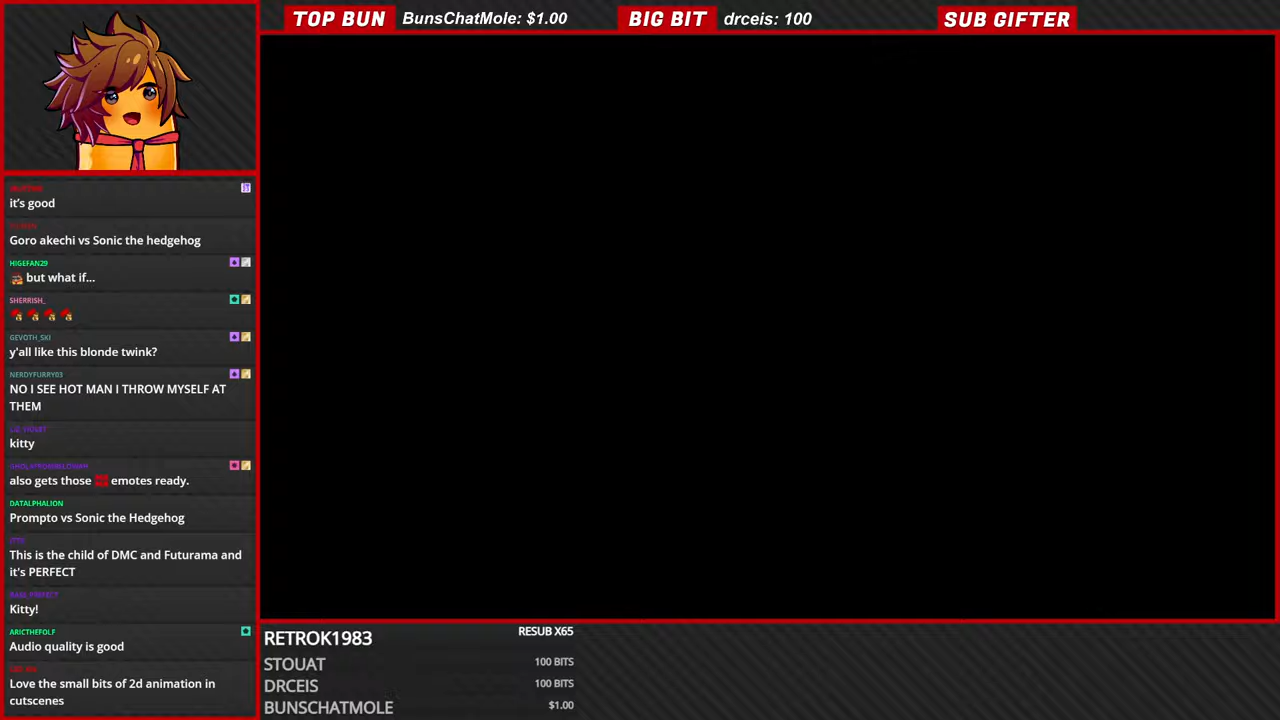 TOP BUN
BunsChatMole: $1.00
BIG BIT
drceis: 100
SUB GIFTER
it's good
Goro akechi vs Sonic the hedgehog
HIGEFAN29
but what if...
SHERRISH_
GEVOTH_SKI
y'all like this blonde twink?
NERDYFURRY03
NO I SEE HOT MAN I THROW MYSELF AT
THEM
kitty
also gets those emotes ready.
DATALPHALION
Prompto vs Sonic the Hedgehog
This is the child of DMC and Futurama and
it's PERFECT
Kitty!
ARICTHEFOLF
Audio quality is good
Love the small bits of 2d animation in
cutscenes
RETROK1983
RESUB X65
STOUAT
100 BITS
DRCEIS
100 BITS
BUNSCHATMOLE
$1.00